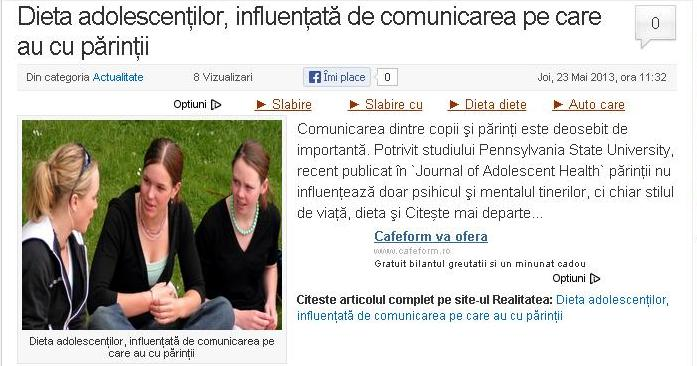 Dieta adolescenților, influențată de comunicarea pe care
au cu părinții
0
Din categoria Actualitate
8 Vizualizari
Îmi place
0
Joi, 23 Mai 2013, ora 11:32
Optiuni
► Slabire
► Slabire cu
► Dieta diete
► Auto care
Comunicarea dintre copii și părinți este deosebit de
importantă. Potrivit studiului Pennsylvania State University,
recent publicat în `Journal of Adolescent Health` părinții nu
influențează doar psihicul și mentalul tinerilor, ci chiar stilul
de viață, dieta și Citește mai departe...
Cafeform va ofera
www.cafeform.ro
Gratuit bilantul greutatii si un minunat cadou
Optiuni
Citeste articolul complet pe site-ul Realitatea: Dieta adolescenților,
influențată de comunicarea pe care au cu părinții
Dieta adolescenților, influențată de comunicarea pe
care au cu părinții